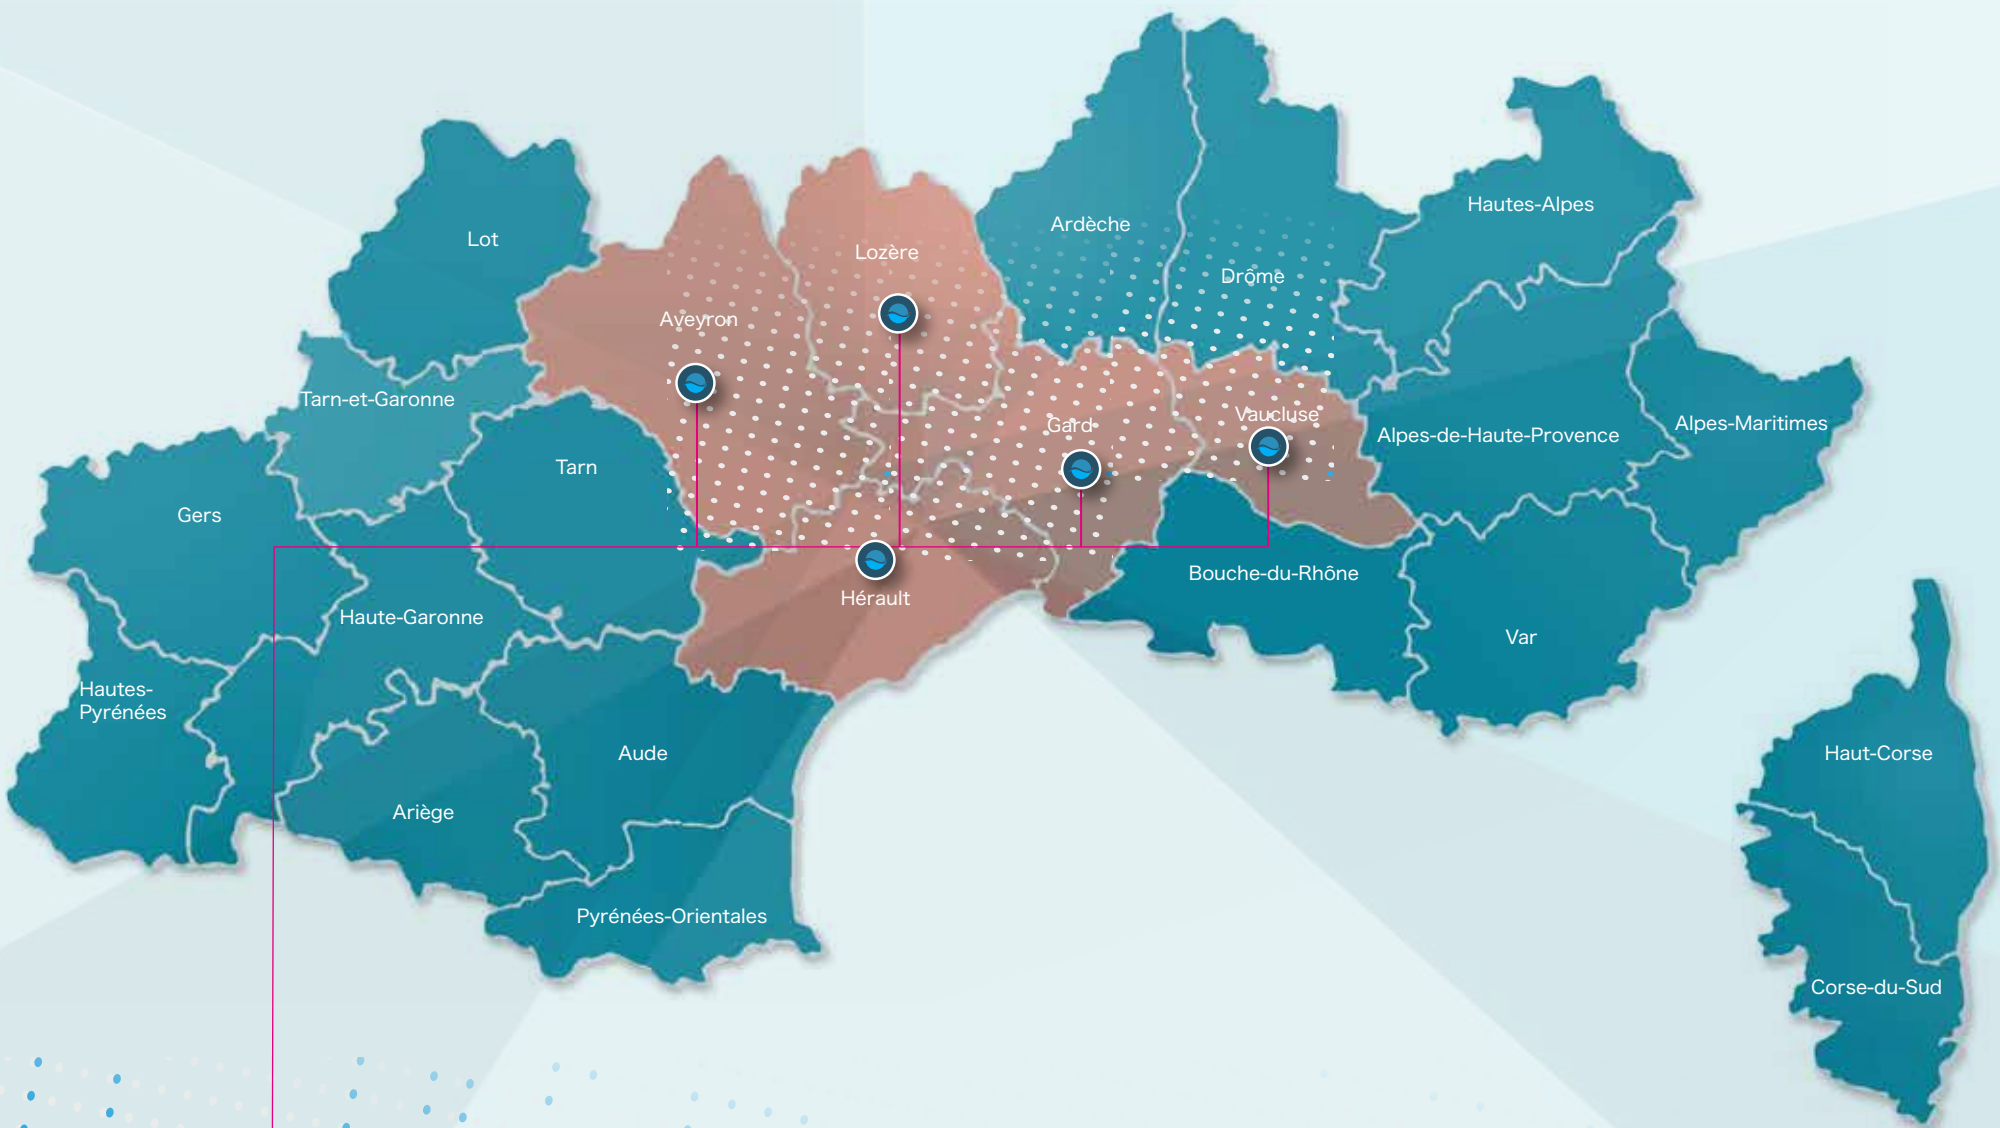 Hautes-Alpes
Ardèche
Lot
Lozère
Drôme
Aveyron
Tarn-et-Garonne
Vaucluse
Gard
Alpes-Maritimes
Alpes-de-Haute-Provence
Tarn
Gers
Bouche-du-Rhône
Hérault
Haute-Garonne
Var
Hautes-
Pyrénées
Aude
Haut-Corse
Ariège
Pyrénées-Orientales
Corse-du-Sud